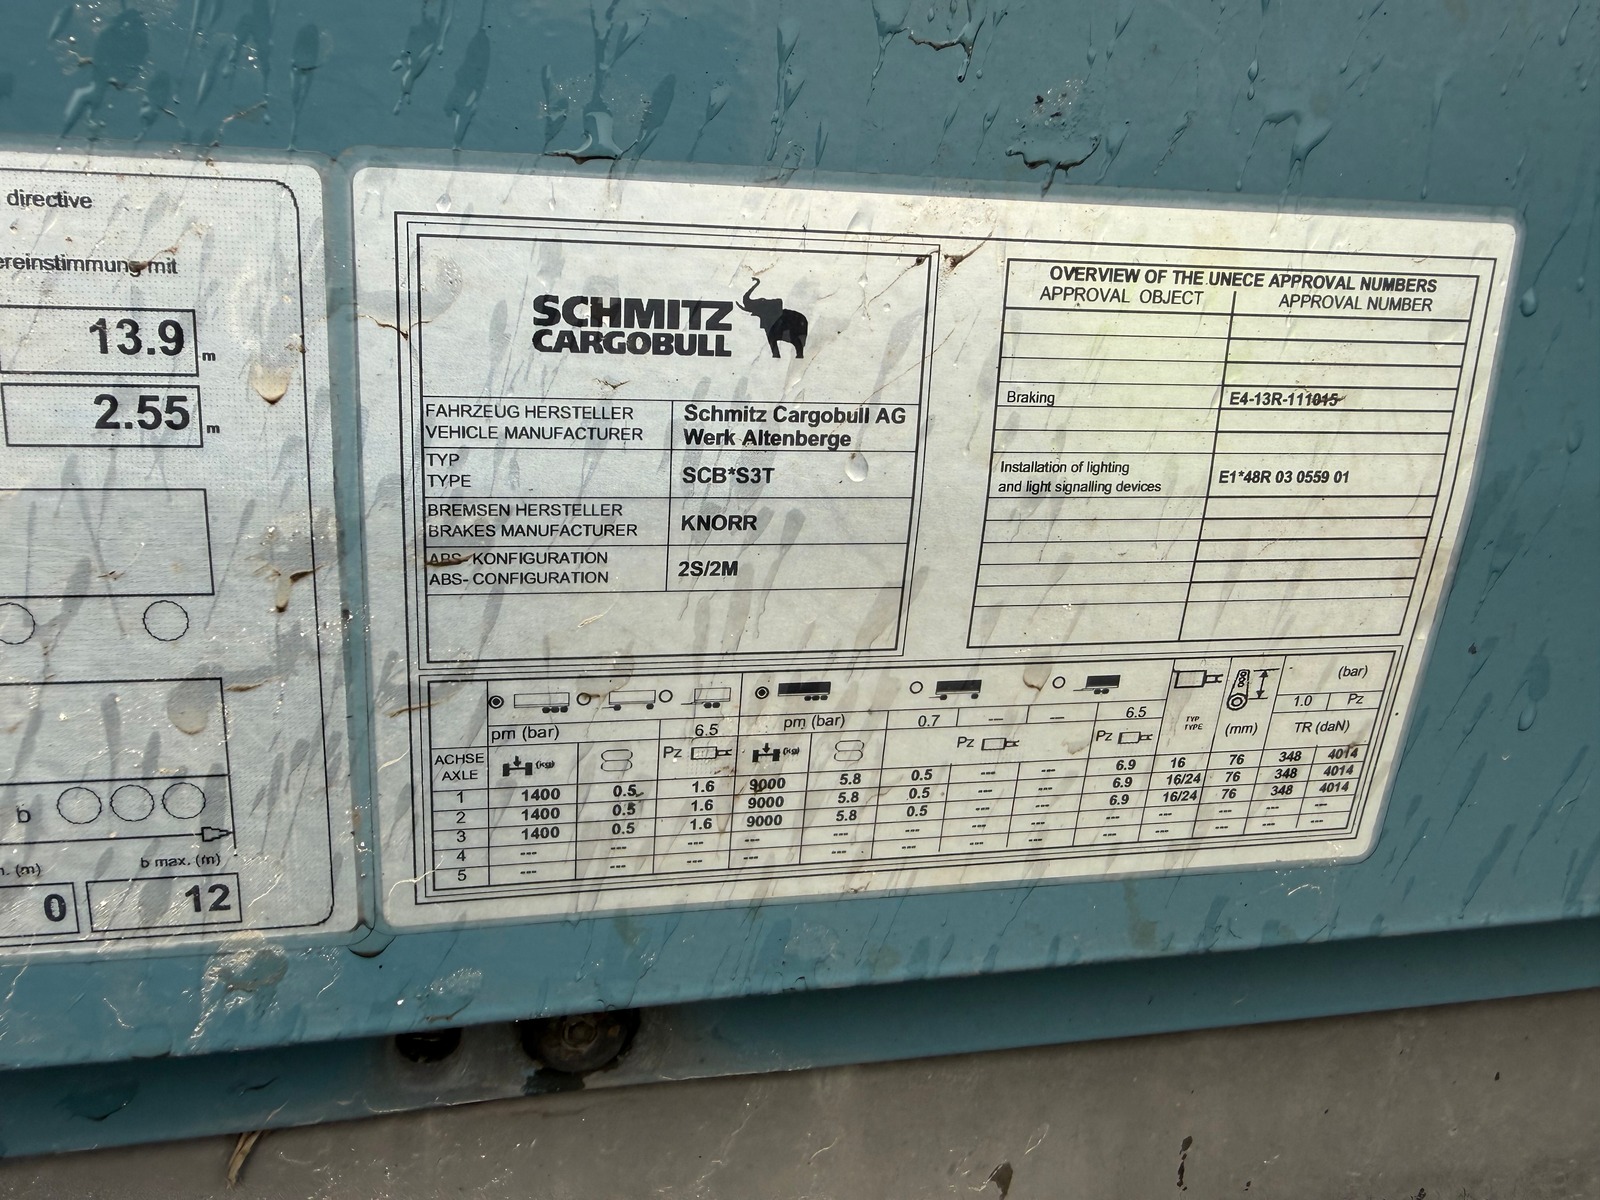 directive
ereinstimmung mit
13.9 m
2.55 m
b
b max. (m)
. (m)
0
12
SCHMITZ
CARGOBULL
FAHRZEUG HERSTELLER
VEHICLE MANUFACTURER
Schmitz Cargobull AG
Werk Altenberge
TYP
TYPE
SCB*S3T
BREMSEN HERSTELLER
BRAKES MANUFACTURER
KNORR
ABS- KONFIGURATION
ABS- CONFIGURATION
2S/2M
OVERVIEW OF THE UNECE APPROVAL NUMBERS
APPROVAL OBJECT APPROVAL NUMBER
Braking E4-13R-111015
Installation of lighting
and light signalling devices
E1*48R 03 0559 01
(bar)
pm (bar) 6.5 pm (bar) 0.7 --- --- 6.5 TYP TYPE (mm) 1.0 Pz
TR (daN)
ACHSE
AXLE
(kg) Pz (kg) Pz Pz
1 1400 0.5 1.6 9000 5.8 0.5 --- --- 6.9 16 76 348 4014
2 1400 0.5 1.6 9000 5.8 0.5 --- --- 6.9 16/24 76 348 4014
3 1400 0.5 1.6 9000 5.8 0.5 --- --- 6.9 16/24 76 348 4014
4 --- --- --- --- --- --- --- --- --- --- --- --- ---
5 --- --- --- --- --- --- --- --- --- --- --- --- ---